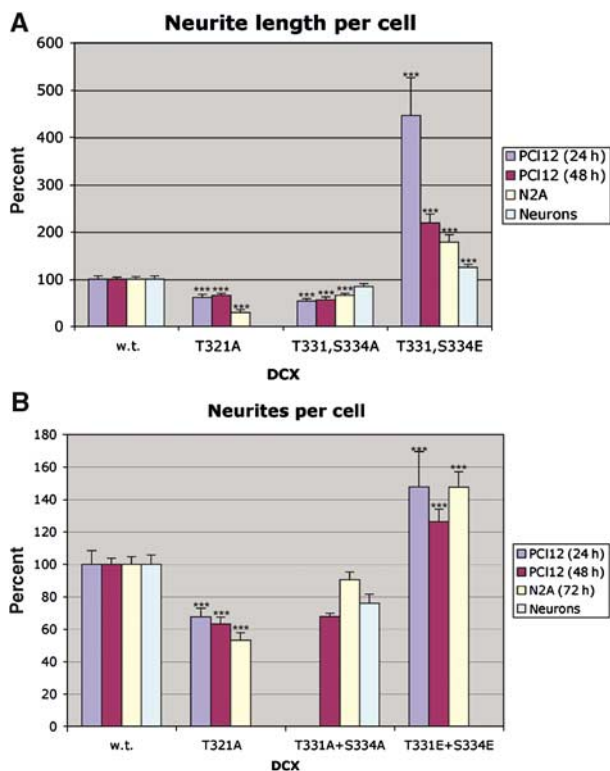 A
Neurite length per cell
600
500
400
300
200
100
0
Percent
***
***
***
***
***
***
***
***
***
***
w.t.
T321A
T331,S334A
T331,S334E
DCX
PCI12 (24 h)
PCI12 (48 h)
N2A
Neurons
B
Neurites per cell
180
160
140
120
100
80
60
40
20
0
Percent
***
***
***
***
***
***
w.t.
T321A
T331A+S334A
T331E+S334E
DCX
PCI12 (24 h)
PCI12 (48 h)
N2A (72 h)
Neurons